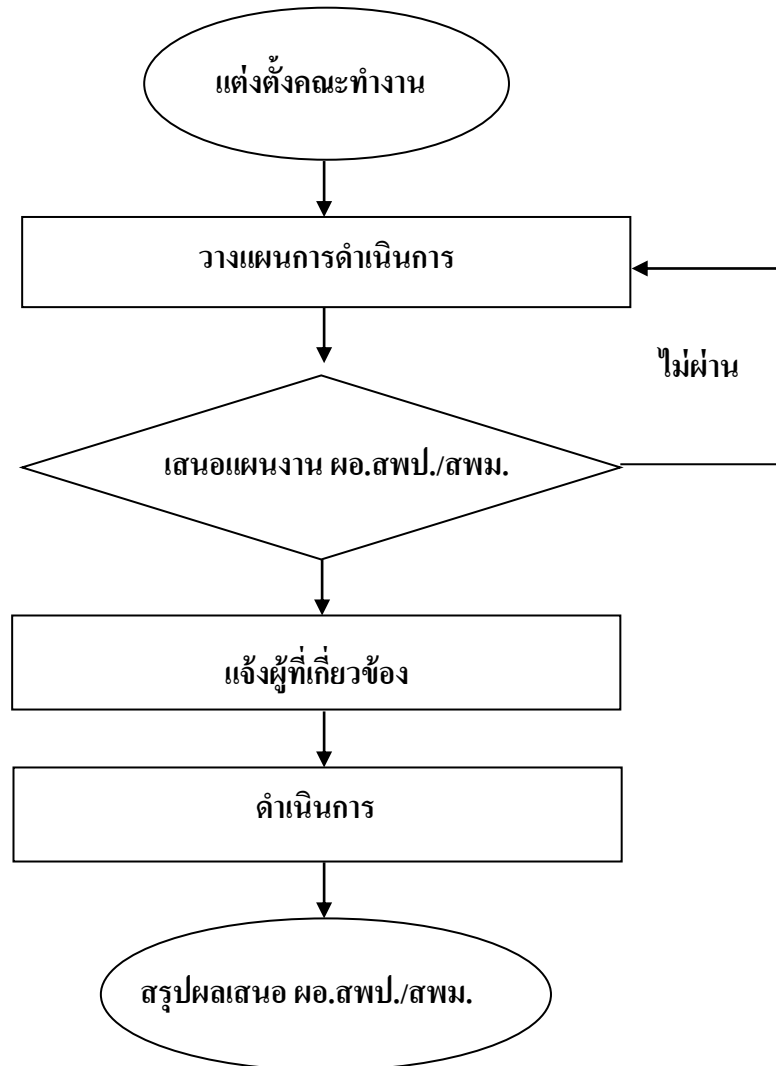 แต่งตั้งคณะทำงาน
วางแผนการดำเนินการ
ไม่ผ่าน
เสนอแผนงาน ผอ.สพป./สพม.
แจ้งผู้ที่เกี่ยวข้อง
ดำเนินการ
สรุปผลเสนอ ผอ.สพป./สพม.